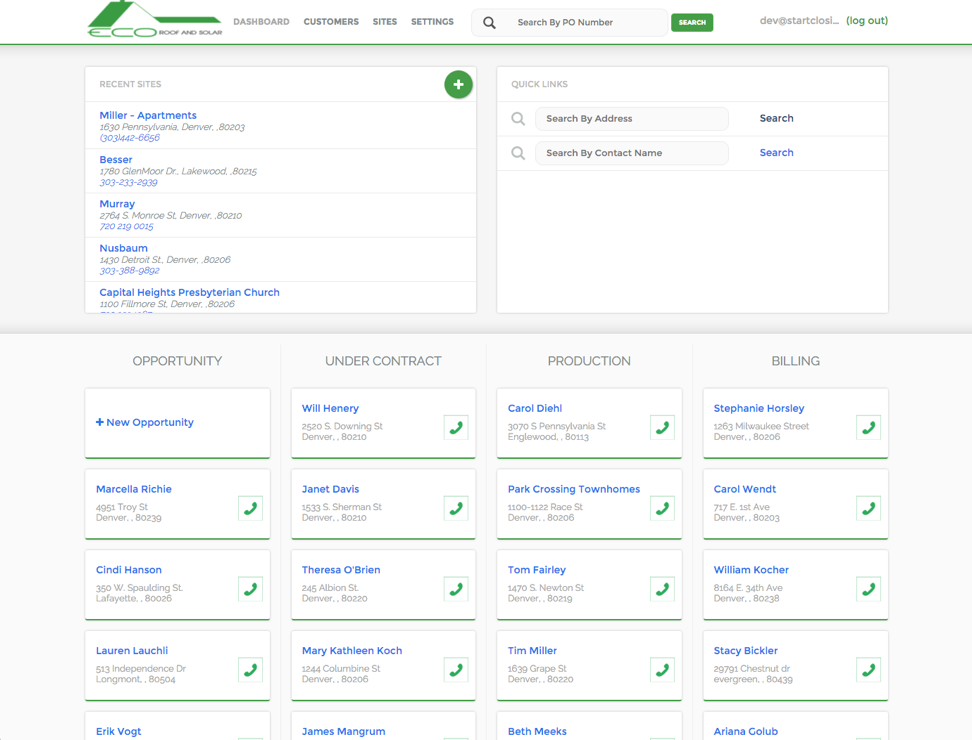 ECO ROOF AND SOLAR
DASHBOARD CUSTOMERS SITES SETTINGS
Search By PO Number
SEARCH
dev@startclosi... (log out)
RECENT SITES
+
Miller - Apartments
1630 Pennsylvania, Denver, ,80203
(303)442-6656
Besser
1780 GlenMoor Dr., Lakewood, ,80215
303-233-2939
Murray
2764 S. Monroe St, Denver, ,80210
720 219 0015
Nusbaum
1430 Detroit St., Denver, ,80206
303-388-9892
Capital Heights Presbyterian Church
1100 Fillmore St, Denver, ,80206
QUICK LINKS
Search By Address Search
Search By Contact Name Search
OPPORTUNITY
+ New Opportunity
Marcella Richie
4951 Troy St
Denver, , 80239
Cindi Hanson
350 W. Spaulding St.
Lafayette, , 80026
Lauren Lauchli
513 Independence Dr
Longmont, , 80504
Erik Vogt
UNDER CONTRACT
Will Henery
2520 S. Downing St
Denver, , 80210
Janet Davis
1533 S. Sherman St
Denver, , 80210
Theresa O'Brien
245 Albion St.
Denver, , 80220
Mary Kathleen Koch
1244 Columbine St
Denver, , 80206
James Mangrum
PRODUCTION
Carol Diehl
3070 S Pennsylvania St
Englewood, , 80113
Park Crossing Townhomes
1100-1122 Race St
Denver, , 80206
Tom Fairley
1470 S. Newton St
Denver, , 80219
Tim Miller
1639 Grape St
Denver, , 80220
Beth Meeks
BILLING
Stephanie Horsley
1263 Milwaukee Street
Denver, , 80206
Carol Wendt
717 E. 1st Ave
Denver, , 80203
William Kocher
8164 E. 34th Ave
Denver, , 80238
Stacy Bickler
29791 Chestnut dr
evergreen, , 80439
Ariana Golub